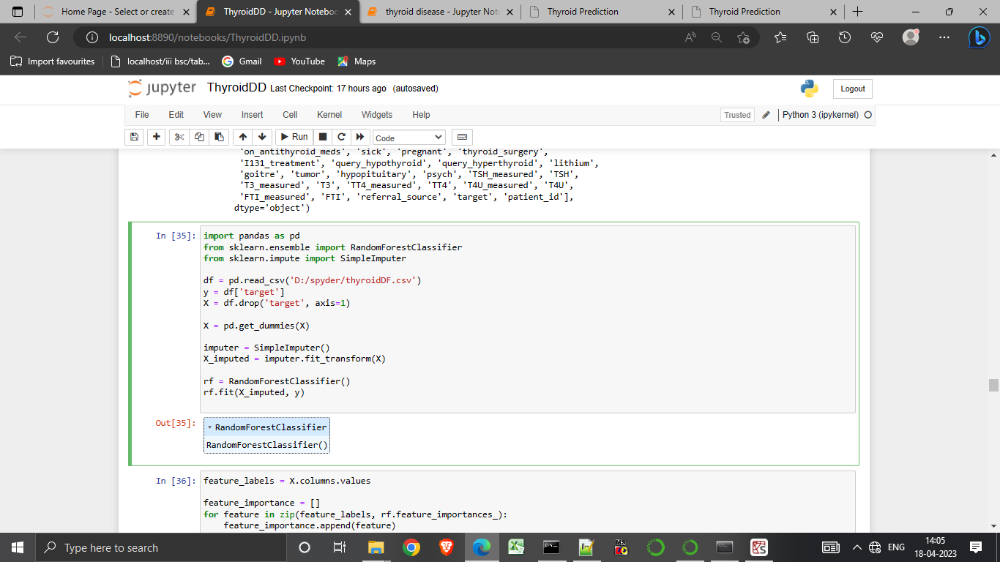 Home Page - Select or create
ThyroidDD - Jupyter Noteboo
thyroid disease - Jupyter Not
Thyroid Prediction
Thyroid Prediction
localhost:8890/notebooks/ThyroidDD.ipynb
Import favourites
localhost/iii bsc/tab...
Gmail
YouTube
Maps
jupyter ThyroidDD Last Checkpoint: 17 hours ago (autosaved)
Logout
File Edit View Insert Cell Kernel Widgets Help
Trusted
Python 3 (ipykernel)
Run
Code
'on_antithyroid_meds', 'sick', 'pregnant', 'thyroid_surgery',
'I131_treatment', 'query_hypothyroid', 'query_hyperthyroid', 'lithium',
'goitre', 'tumor', 'hypopituitary', 'psych', 'TSH_measured', 'TSH',
'T3_measured', 'T3', 'TT4_measured', 'TT4', 'T4U_measured', 'T4U',
'FTI_measured', 'FTI', 'referral_source', 'target', 'patient_id'],
dtype='object')
In [35]: import pandas as pd
from sklearn.ensemble import RandomForestClassifier
from sklearn.impute import SimpleImputer
df = pd.read_csv('D:/spyder/thyroidDF.csv')
y = df['target']
X = df.drop('target', axis=1)
X = pd.get_dummies(X)
imputer = SimpleImputer()
X_imputed = imputer.fit_transform(X)
rf = RandomForestClassifier()
rf.fit(X_imputed, y)
Out[35]: RandomForestClassifier
RandomForestClassifier()
In [36]: feature_labels = X.columns.values
feature_importance = []
for feature in zip(feature_labels, rf.feature_importances_):
feature_importance.append(feature)
Type here to search
ENG
14:05
18-04-2023